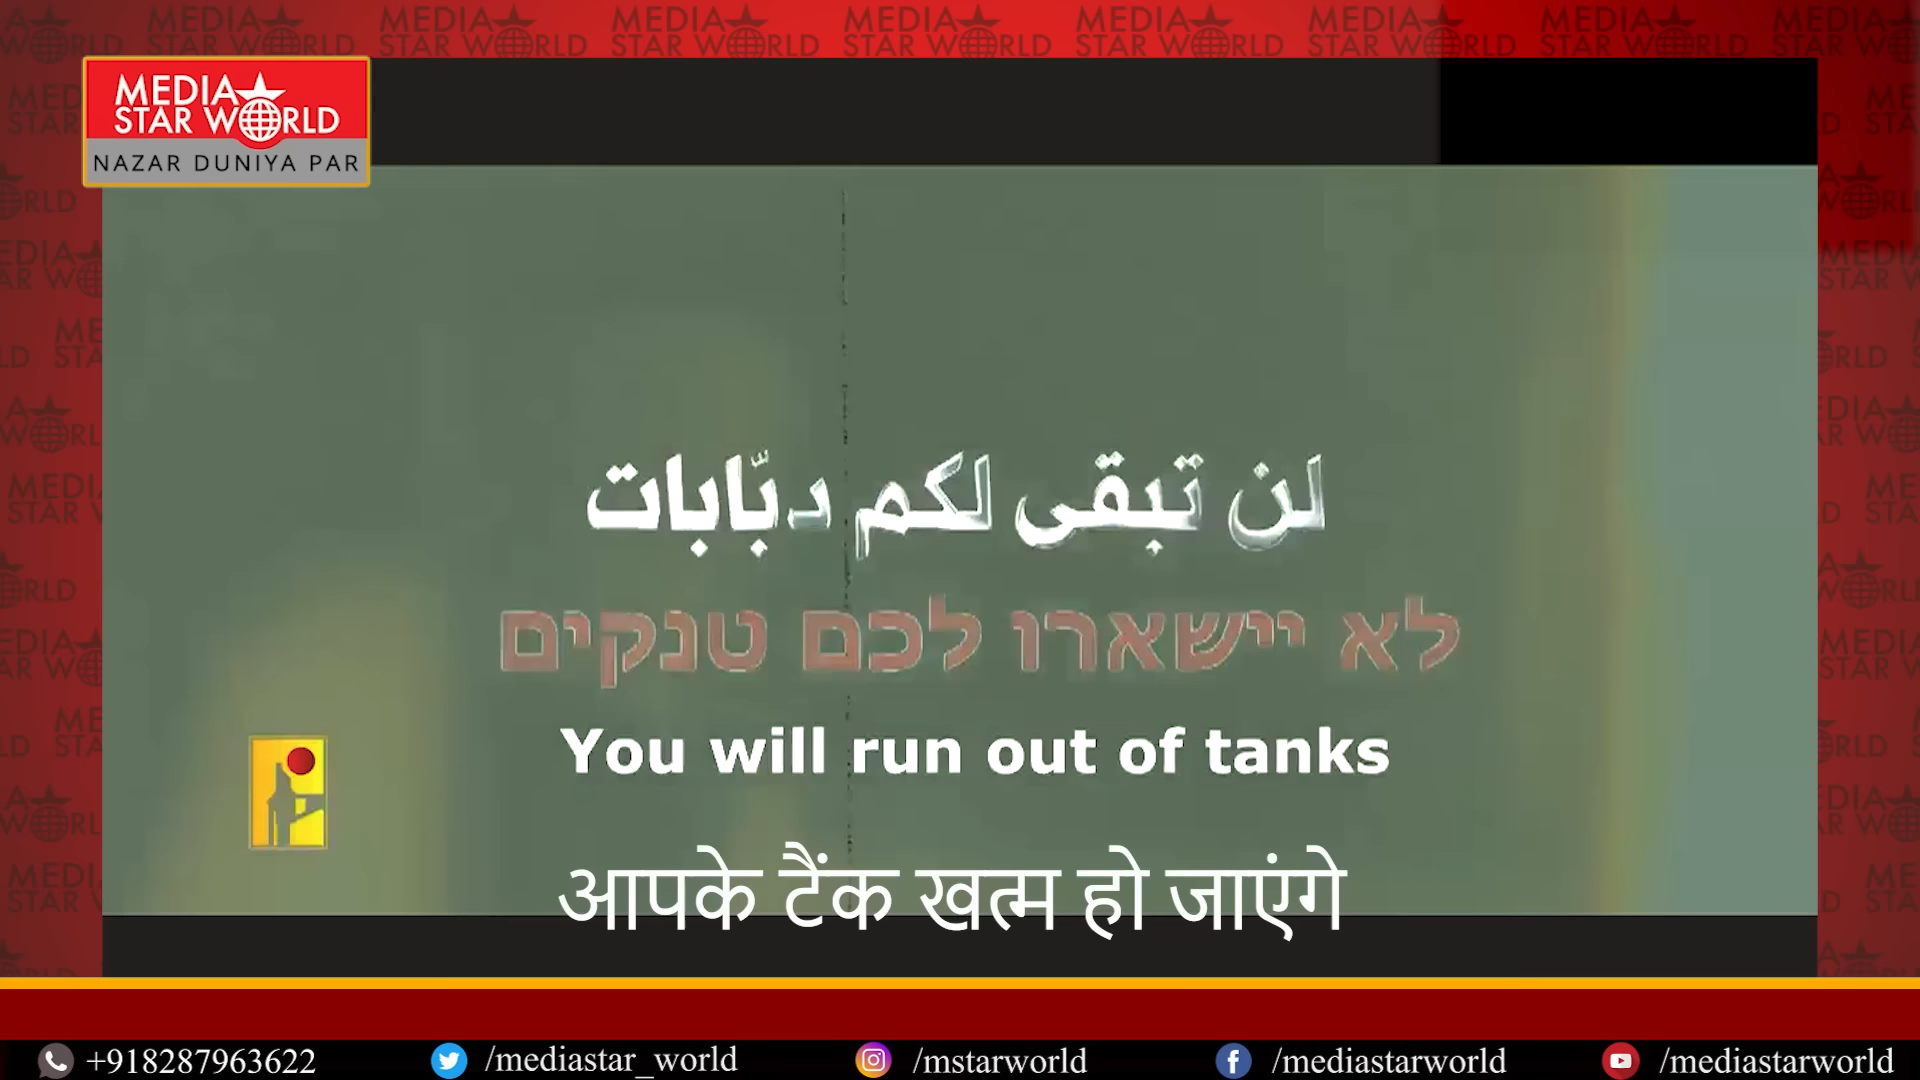 MEDIA
STAR WORLD
NAZAR DUNIYA PAR
لن تبقى لكم دبّابات
לא יישארו לכם טנקים
You will run out of tanks
आपके टैंक खत्म हो जाएंगे
+918287963622
/mediastar_world
/mstarworld
/mediastarworld
/mediastarworld